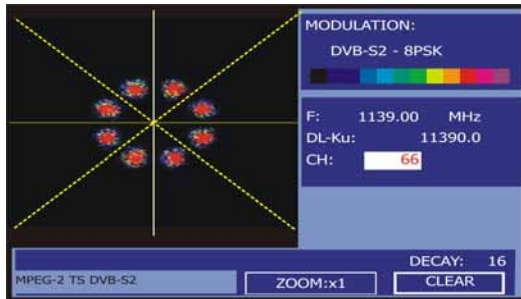 MODULATION:
DVB-S2 - 8PSK
F: 1139.00 MHz
DL-Ku: 11390.0
CH: 66
DECAY: 16
MPEG-2 TS DVB-S2 ZOOM:x1 CLEAR